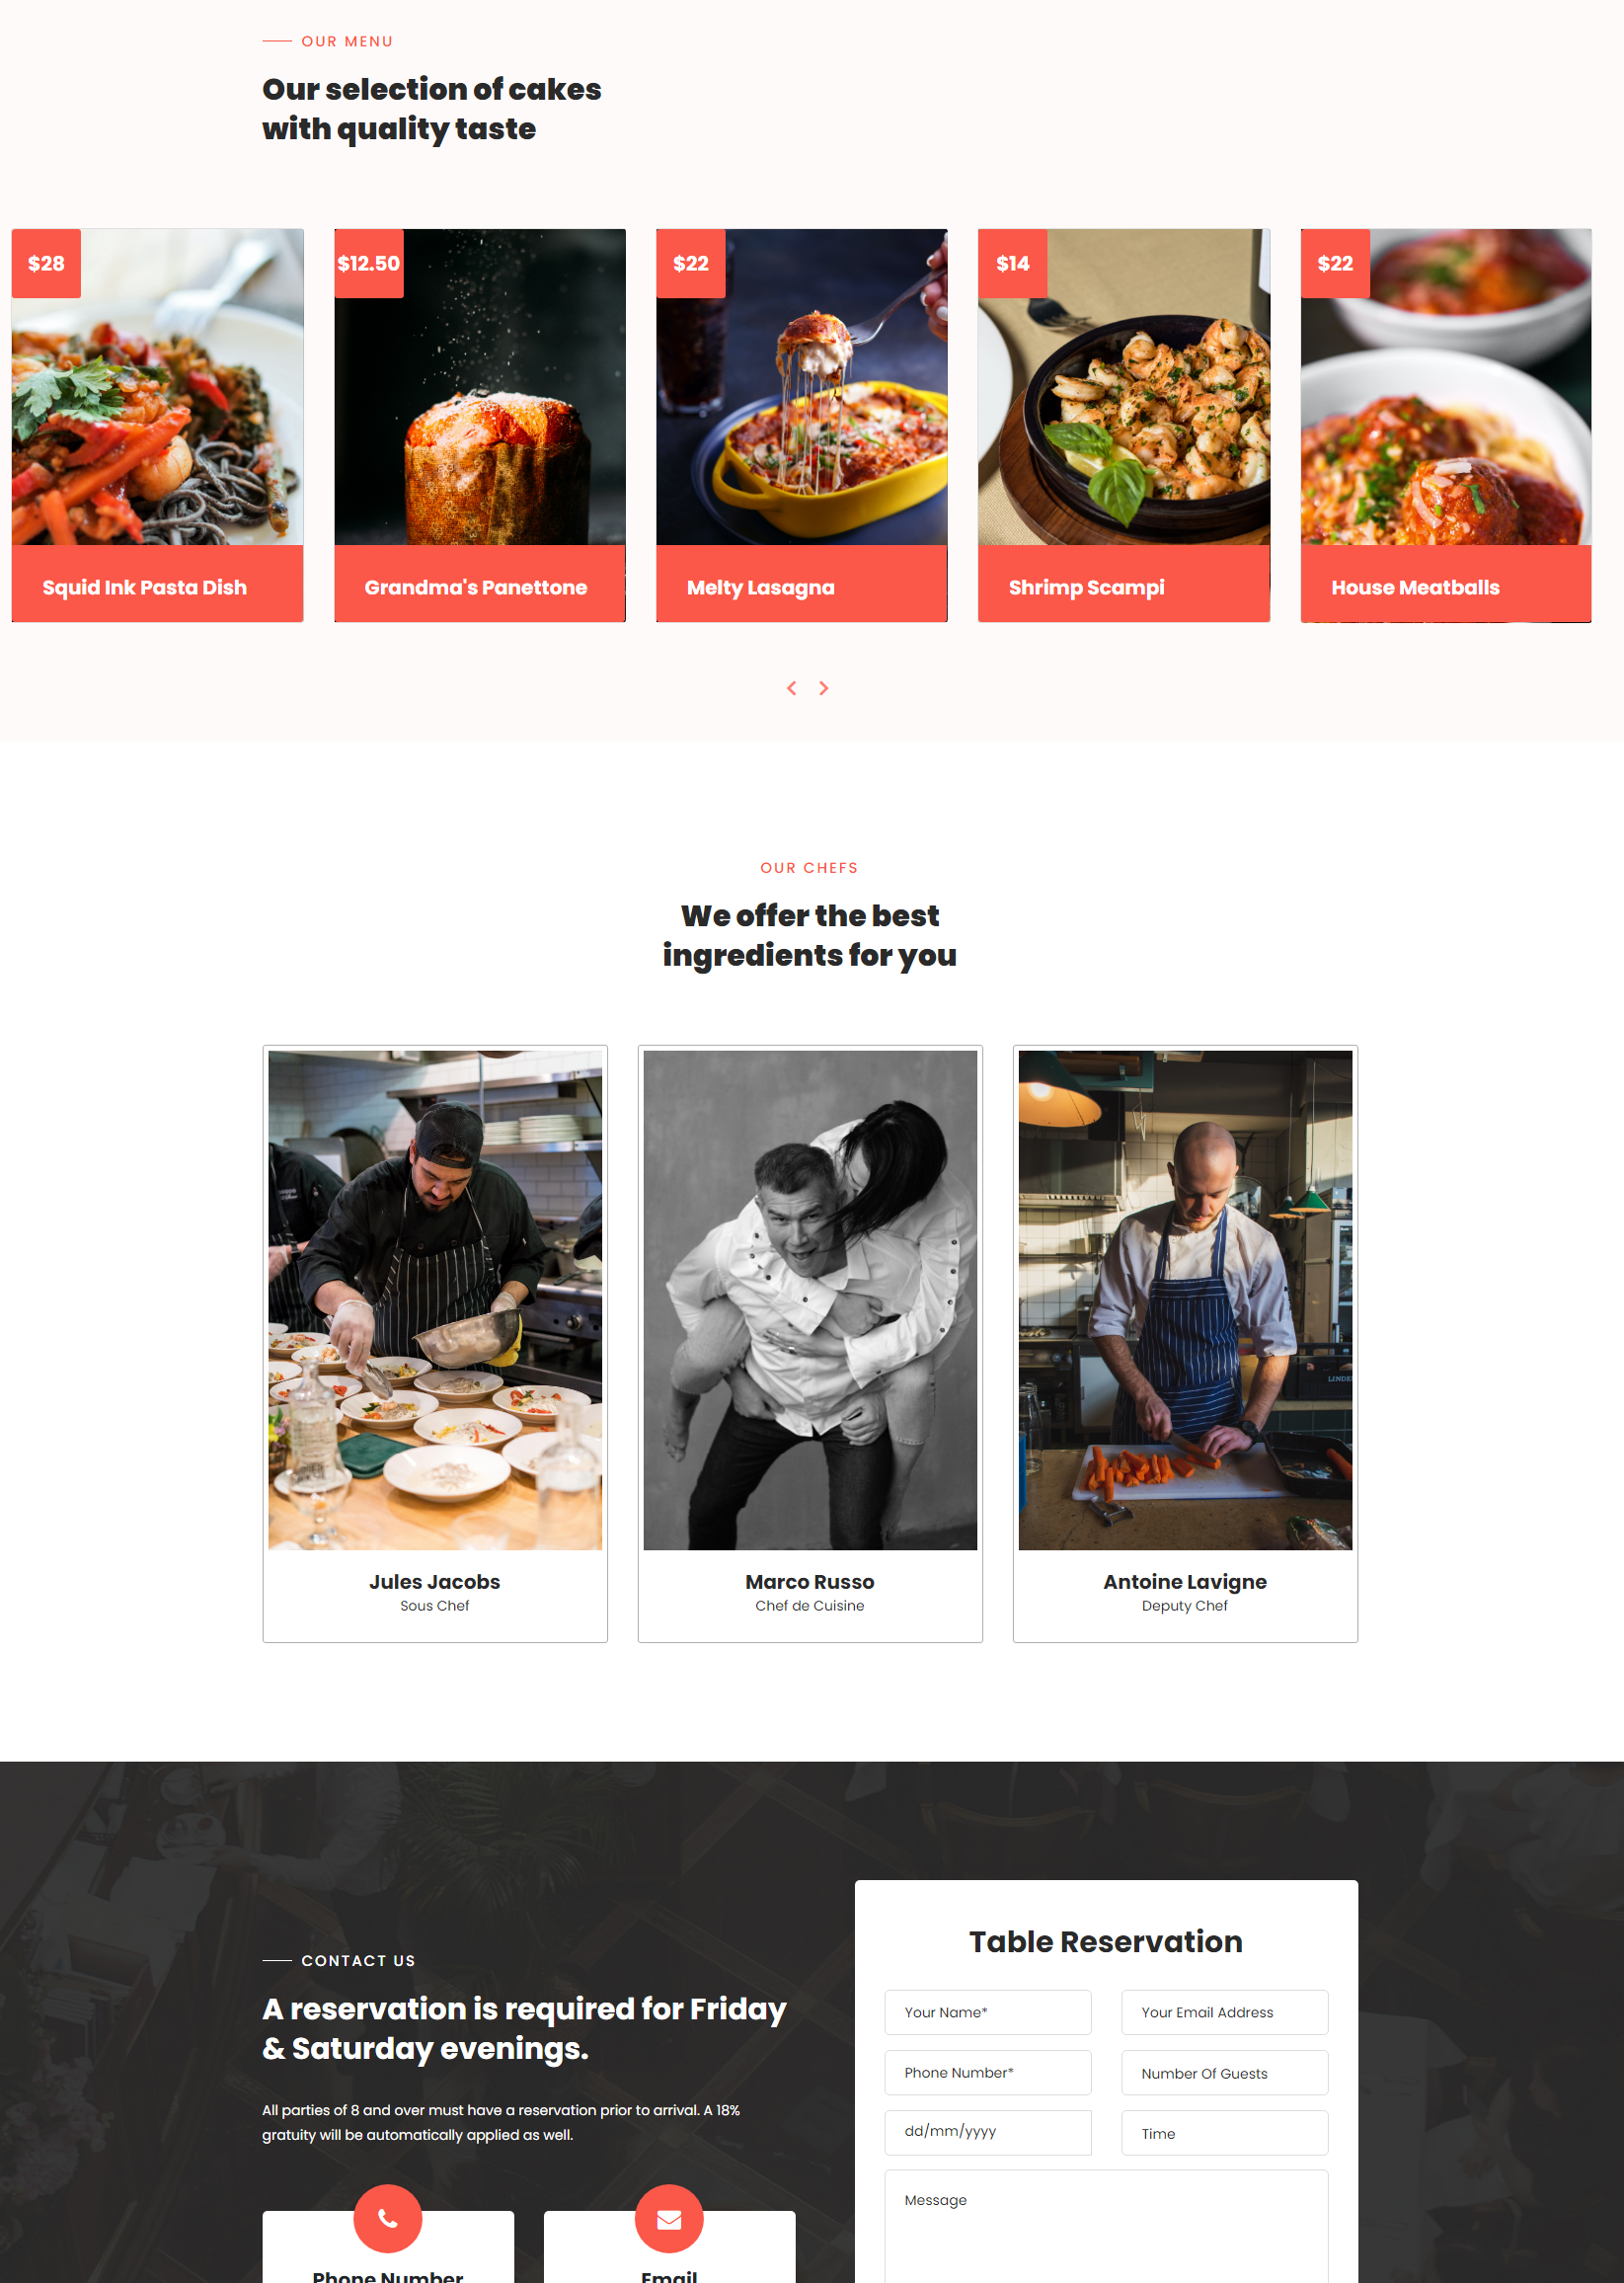 OUR MENU
Our selection of cakes
with quality taste
$28
$12.50
$22
$14
$22
Squid Ink Pasta Dish
Grandma's Panettone
Melty Lasagna
Shrimp Scampi
House Meatballs
OUR CHEFS
We offer the best
ingredients for you
Jules Jacobs
Sous Chef
Marco Russo
Chef de Cuisine
Antoine Lavigne
Deputy Chef
CONTACT US
A reservation is required for Friday
& Saturday evenings.
All parties of 8 and over must have a reservation prior to arrival. A 18%
gratuity will be automatically applied as well.
Phone Number
Email
Table Reservation
Your Name*
Your Email Address
Phone Number*
Number Of Guests
dd/mm/yyyy
Time
Message